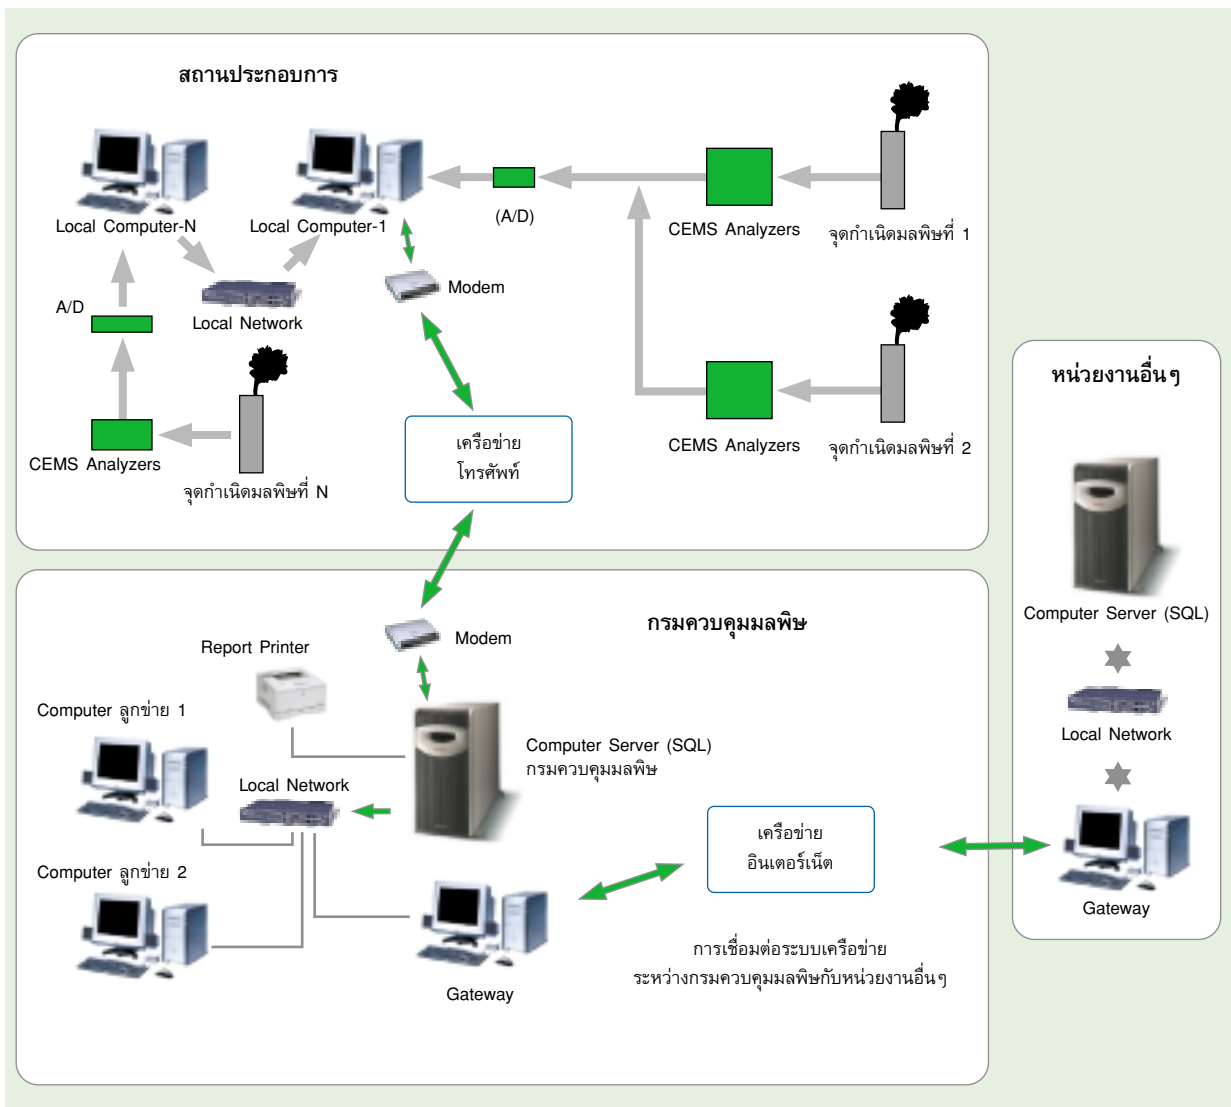 สถานประกอบการ
Local Computer-N
Local Computer-1
(A/D)
CEMS Analyzers
จุดกำเนิดมลพิษที่ 1
Modem
A/D
Local Network
เครือข่าย
โทรศัพท์
CEMS Analyzers
จุดกำเนิดมลพิษที่ 2
CEMS Analyzers
จุดกำเนิดมลพิษที่ N
หน่วยงานอื่นๆ
Computer Server (SQL)
Local Network
Gateway
กรมควบคุมมลพิษ
Modem
Report Printer
Computer ลูกข่าย 1
Computer Server (SQL)
กรมควบคุมมลพิษ
Local Network
เครือข่าย
อินเตอร์เน็ต
Computer ลูกข่าย 2
Gateway
การเชื่อมต่อระบบเครือข่าย
ระหว่างกรมควบคุมมลพิษกับหน่วยงานอื่นๆ